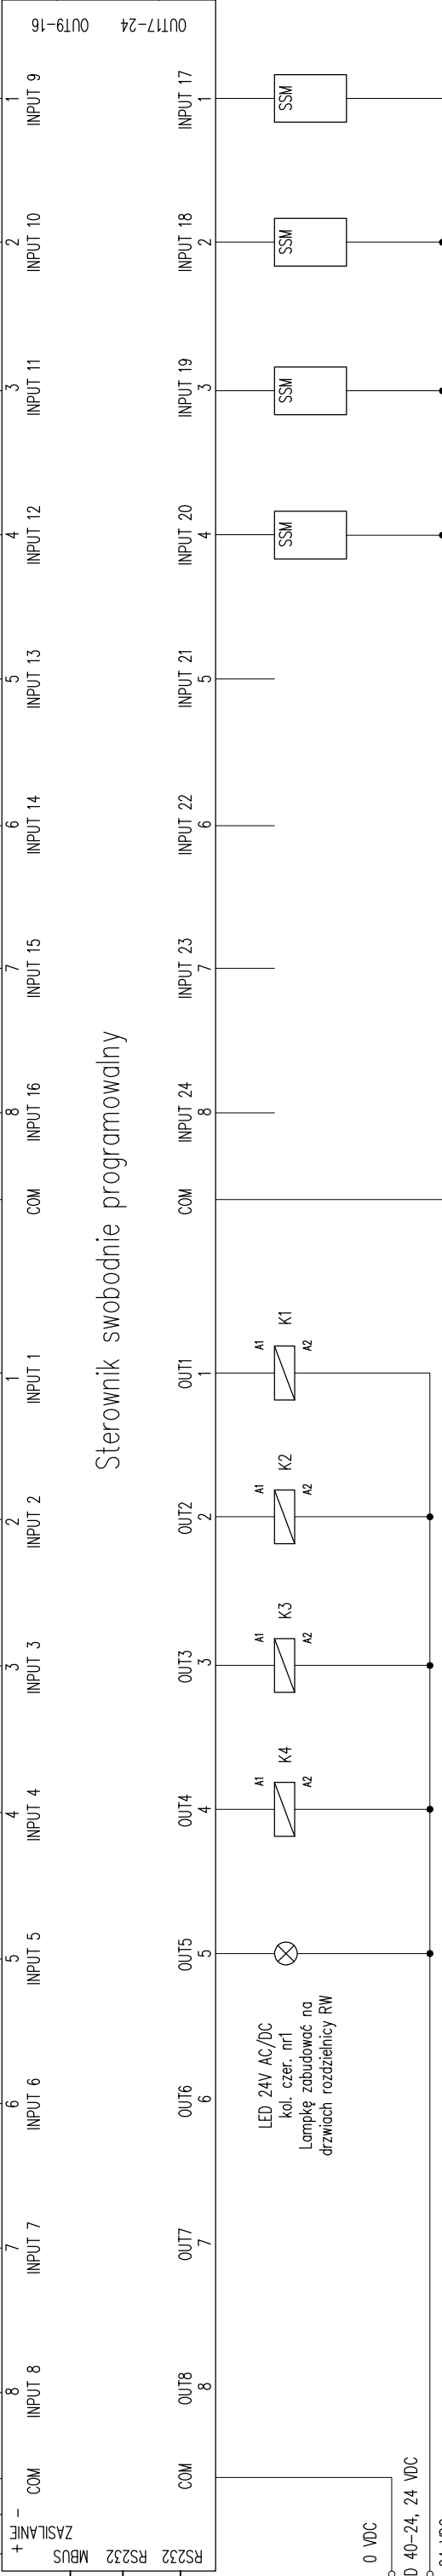 OUT9-16
OUT17-24
1 2 3 4 5 6 7 8
INPUT 9
INPUT 10
INPUT 11
INPUT 12
INPUT 13
INPUT 14
INPUT 15
INPUT 16
COM
1 2 3 4 5 6 7 8
INPUT 1
INPUT 2
INPUT 3
INPUT 4
INPUT 5
INPUT 6
INPUT 7
INPUT 8
COM
+ -
ZASILANIE
MBUS
RS232
RS232
Sterownik swobodnie programowalny
INPUT 17
INPUT 18
INPUT 19
INPUT 20
INPUT 21
INPUT 22
INPUT 23
INPUT 24
COM
1 2 3 4 5 6 7 8
OUT1
OUT2
OUT3
OUT4
OUT5
OUT6
OUT7
OUT8
COM
1 2 3 4 5 6 7 8
SSM
SSM
SSM
SSM
A1
K1
A2
A1
K2
A2
A1
K3
A2
A1
K4
A2
LED 24V AC/DC
kol. czer. nr1
Lampkę zabudować na
drzwiach rozdzielnicy RW
0 VDC
D 40-24, 24 VDC